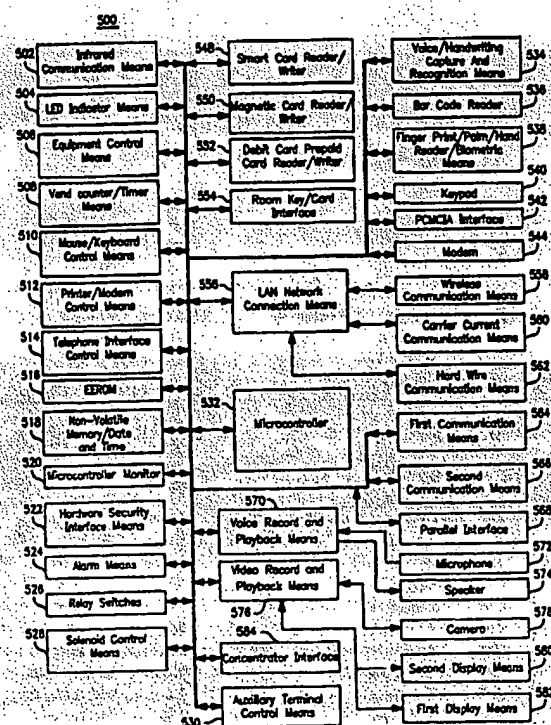 500
502
Infrared
Communication Means
504
LED Indicator Means
506
Equipment Control
Means
508
Vend counter/Timer
Means
510
Mouse/Keyboard
Control Means
512
Printer/Modem
Control Means
514
Telephone Interface
Control Means
516
EEROM
518
Non-Volatile
Memory/Date
and Time
520
Microcontroller Monitor
522
Hardware Security
Interface Means
524
Alarm Means
526
Relay Switches
528
Solenoid Control
Means
548
Smart Card Reader/
Writer
550
Magnetic Card Reader/
Writer
552
Debit Card Prepaid
Card Reader/Writer
554
Room Key/Card
Interface
556
LAN Network
Connection Means
532
Microcontroller
570
Voice Record and
Playback Means
Video Record and
Playback Means
576
584
Concentrator Interface
Auxiliary Terminal
Control Means
530
Voice/Handwriting
Capture And
Recognition Means
534
536
Bar Code Reader
538
Finger Print/Palm/Hand
Reader/Biometric
Means
540
Keypad
542
PCMCIA Interface
544
Modem
558
Wireless
Communication Means
560
Carrier Current
Communication Means
562
Hard Wire
Communication Means
564
First Communication
Means
566
Second
Communication Means
568
Parallel Interface
572
Microphone
574
Speaker
578
Camera
580
Second Display Means
582
First Display Means